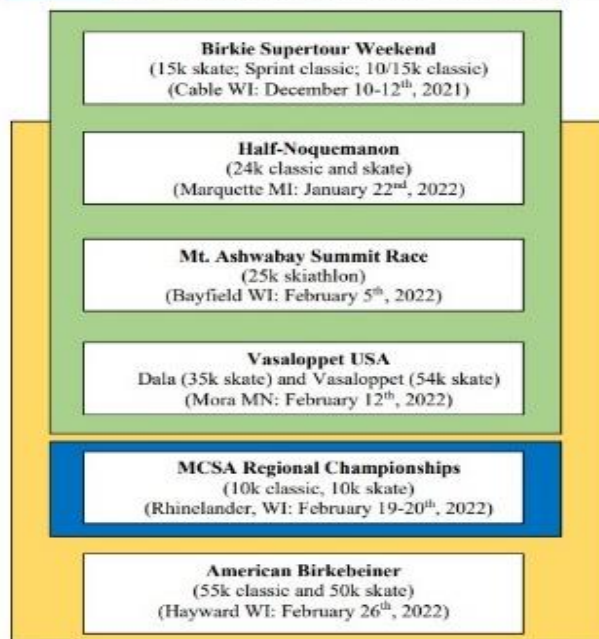 Birkie Supertour Weekend
(15k skate; Sprint classic; 10/15k classic)
(Cable WI: December 10-12th, 2021)
Half-Noquemanon
(24k classic and skate)
(Marquette MI: January 22nd, 2022)
Mt. Ashwabay Summit Race
(25k skiathlon)
(Bayfield WI: February 5th, 2022)
Vasaloppet USA
Dala (35k skate) and Vasaloppet (54k skate)
(Mora MN: February 12th, 2022)
MCSA Regional Championships
(10k classic, 10k skate)
(Rhinelander, WI: February 19-20th, 2022)
American Birkebeiner
(55k classic and 50k skate)
(Hayward WI: February 26th, 2022)